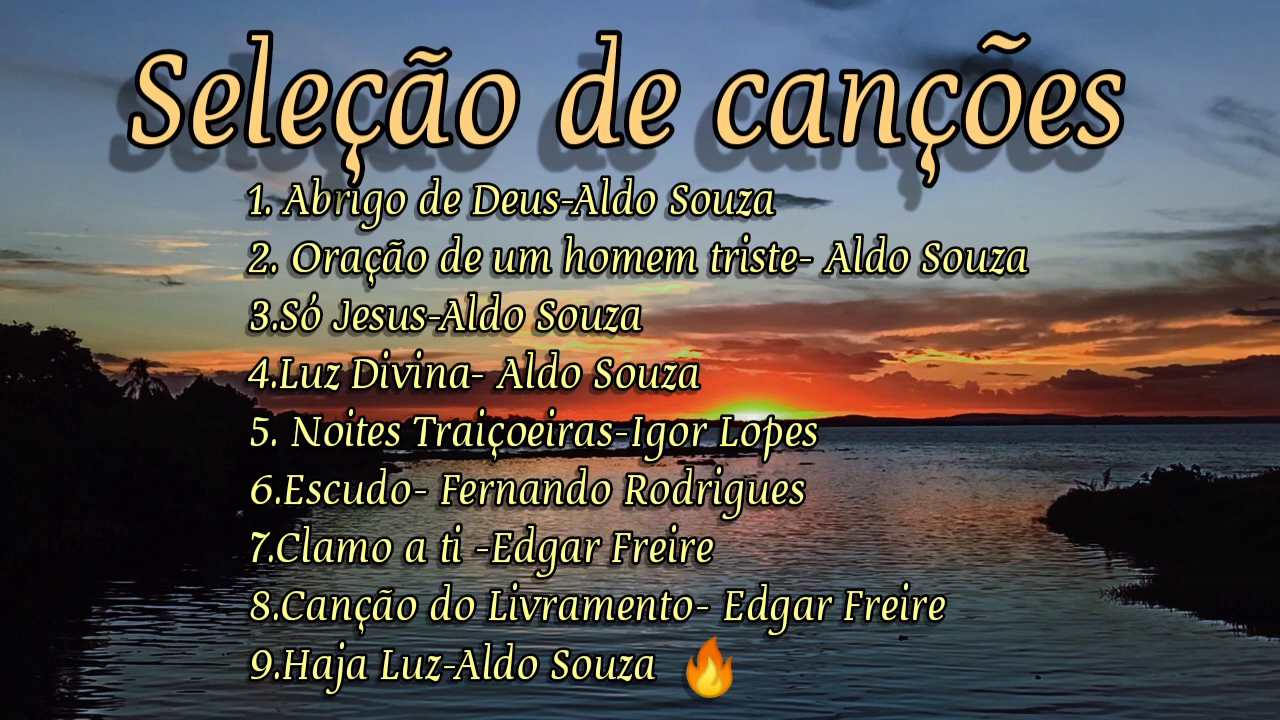 Seleção de canções
1. Abrigo de Deus-Aldo Souza
2. Oração de um homem triste- Aldo Souza
3.Só Jesus-Aldo Souza
4.Luz Divina- Aldo Souza
5. Noites Traiçoeiras-Igor Lopes
6.Escudo- Fernando Rodrigues
7.Clamo a ti -Edgar Freire
8.Canção do Livramento- Edgar Freire
9.Haja Luz-Aldo Souza 🔥